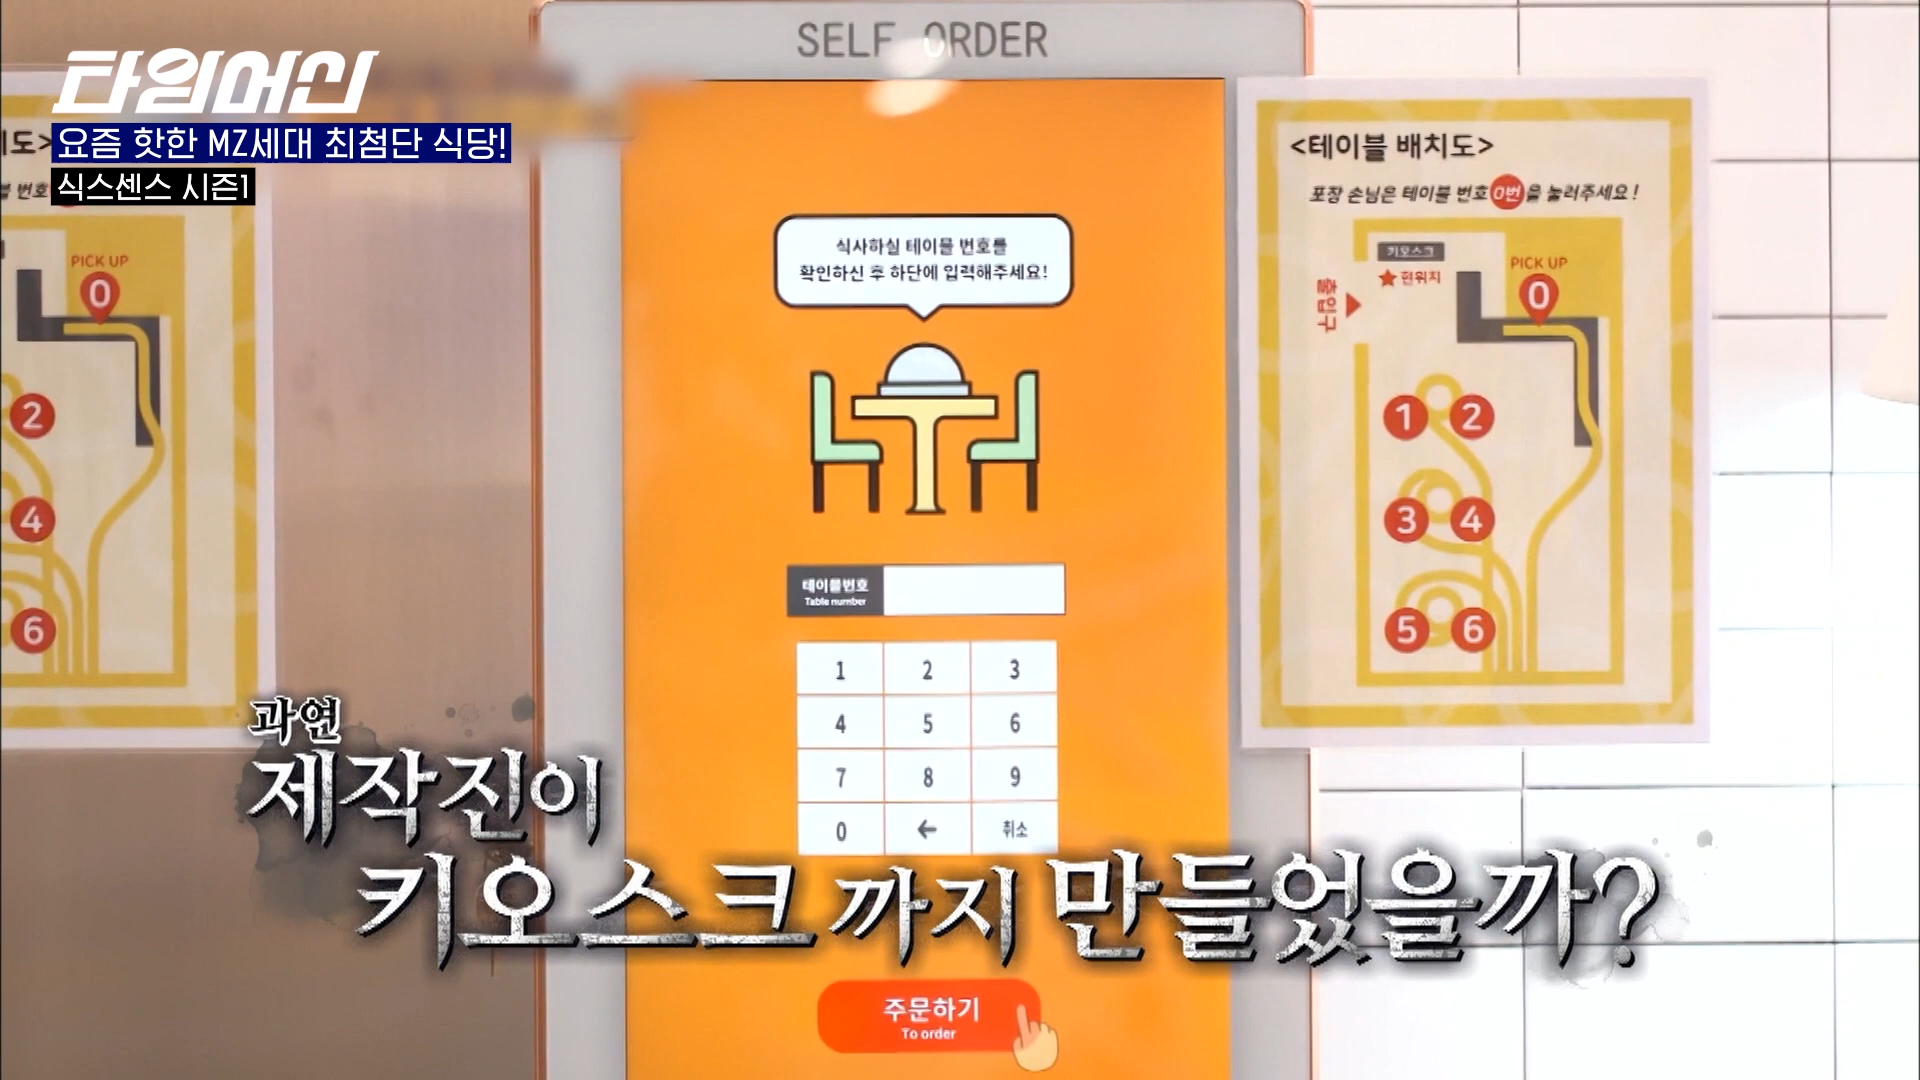 SELF ORDER
타임머신
요즘 핫한 MZ세대 최첨단 식당!
식스센스 시즌1
식사하실 테이블 번호를
확인하신 후 하단에 입력해주세요!
테이블번호
Table number
1 2 3
4 5 6
7 8 9
0 ← 취소
주문하기
To order
<테이블 배치도>
포장 손님은 테이블 번호 0번을 눌러주세요!
키오스크
★현위치
출입구
PICK UP
0
1 2
3 4
5 6
치도>
블 번호
PICK UP
0
2
4
6
과연
제작진이
키오스크까지 만들었을까?